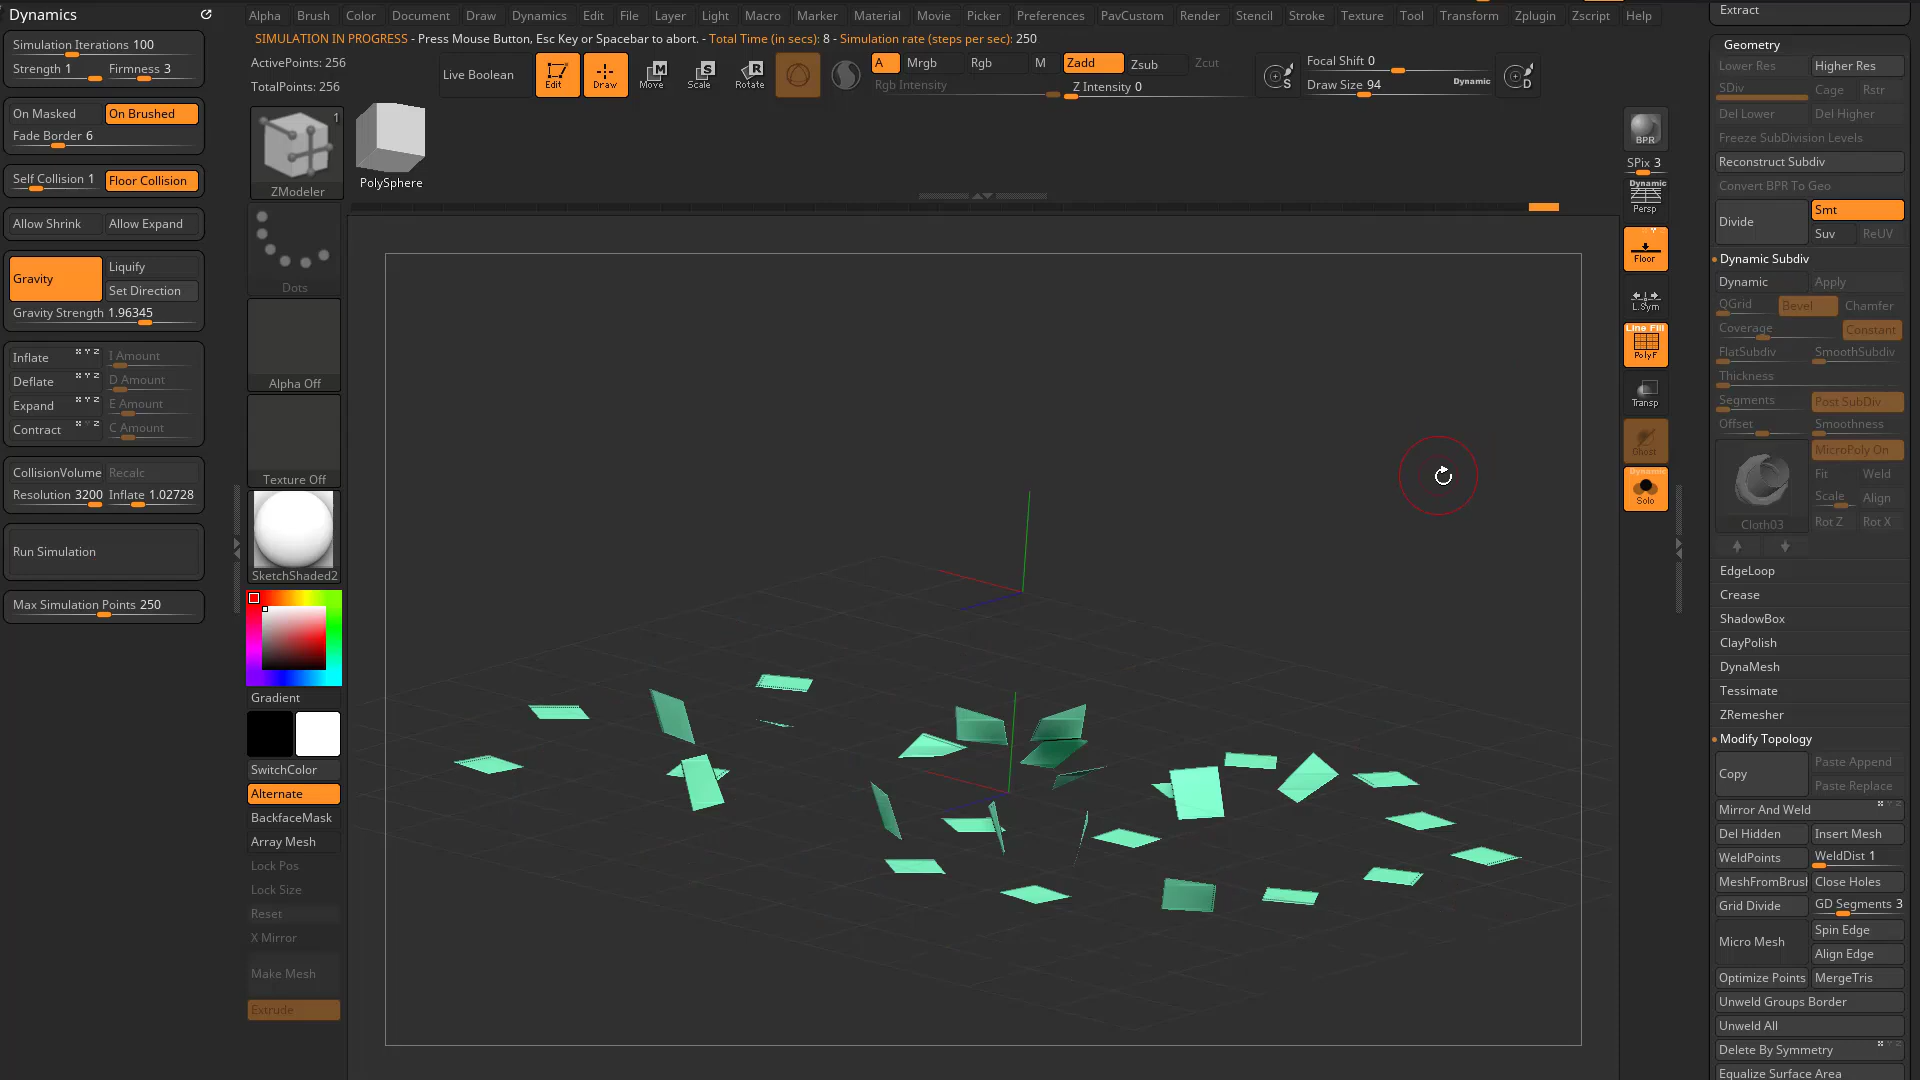 Dynamics
Simulation Iterations 100
Strength 1 Firmness 3
On Masked On Brushed
Fade Border 6
Self Collision 1 Floor Collision
Allow Shrink Allow Expand
Gravity
Liquify
Set Direction
Gravity Strength 1.96345
Inflate x y z I Amount
Deflate x y z D Amount
Expand x y z E Amount
Contract x y z C Amount
CollisionVolume Recalc
Resolution 3200 Inflate 1.02728
Run Simulation
Max Simulation Points 250
Alpha Brush Color Document Draw Dynamics Edit File Layer Light Macro Marker Material Movie Picker Preferences PavCustom Render Stencil Stroke Texture Tool Transform Zplugin Zscript Help
SIMULATION IN PROGRESS - Press Mouse Button, Esc Key or Spacebar to abort. - Total Time (in secs): 8 - Simulation rate (steps per sec): 250
ActivePoints: 256
TotalPoints: 256
Live Boolean
Edit
Draw
M
Move
S
Scale
R
Rotate
A Mrgb Rgb M
Rgb Intensity
Zadd Zsub Zcut
Z Intensity 0
S
Focal Shift 0
Draw Size 94 Dynamic
D
1
ZModeler
PolySphere
Dots
Alpha Off
Texture Off
SketchShaded2
Gradient
SwitchColor
Alternate
BackfaceMask
Array Mesh
Lock Pos
Lock Size
Reset
X Mirror
Make Mesh
Extrude
BPR
SPix 3
Dynamic
Persp
Floor
L.Sym
Line Fill
PolyF
Transp
Ghost
Dynamic
Solo
Extract
Geometry
Lower Res Higher Res
SDiv Cage Rstr
Del Lower Del Higher
Freeze SubDivision Levels
Reconstruct Subdiv
Convert BPR To Geo
Divide
Smt
Suv ReUV
Dynamic Subdiv
Dynamic Apply
QGrid Bevel Chamfer
Coverage Constant
FlatSubdiv SmoothSubdiv
Thickness
Segments Post SubDiv
Offset Smoothness
MicroPoly On
Fit Weld
Scale Align
Cloth03 Rot Z Rot X
EdgeLoop
Crease
ShadowBox
ClayPolish
DynaMesh
Tessimate
ZRemesher
Modify Topology
Copy
Paste Append
Paste Replace
Mirror And Weld
Del Hidden Insert Mesh
WeldPoints WeldDist 1
MeshFromBrush Close Holes
Grid Divide GD Segments 3
Micro Mesh
Spin Edge
Align Edge
Optimize Points MergeTris
Unweld Groups Border
Unweld All
Delete By Symmetry
Equalize Surface Area